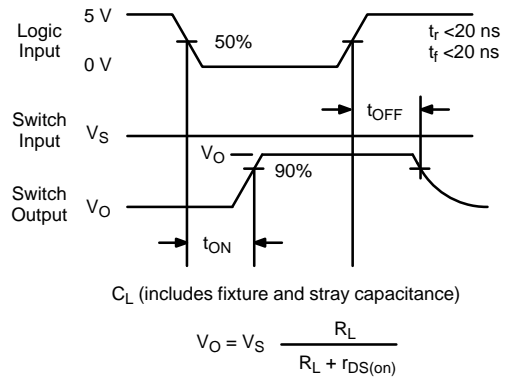 Logic
Input
5 V
0 V
50%
t_r <20 ns
t_f <20 ns
t_OFF
Switch
Input
V_S
V_O
90%
Switch
Output
V_O
t_ON
C_L (includes fixture and stray capacitance)
V_O = V_S R_L
R_L + r_DS(on)